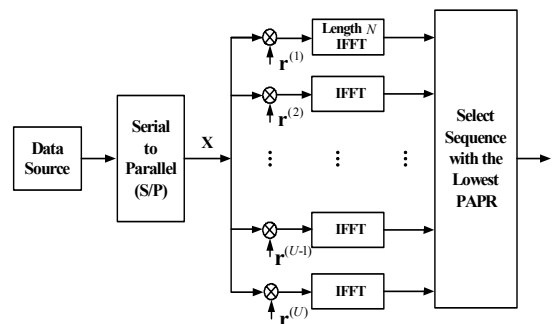 Data
Source
Serial
to
Parallel
(S/P)
X
r(1)
Length N
IFFT
r(2)
IFFT
r(U-1)
IFFT
r(U)
IFFT
Select
Sequence
with the
Lowest
PAPR